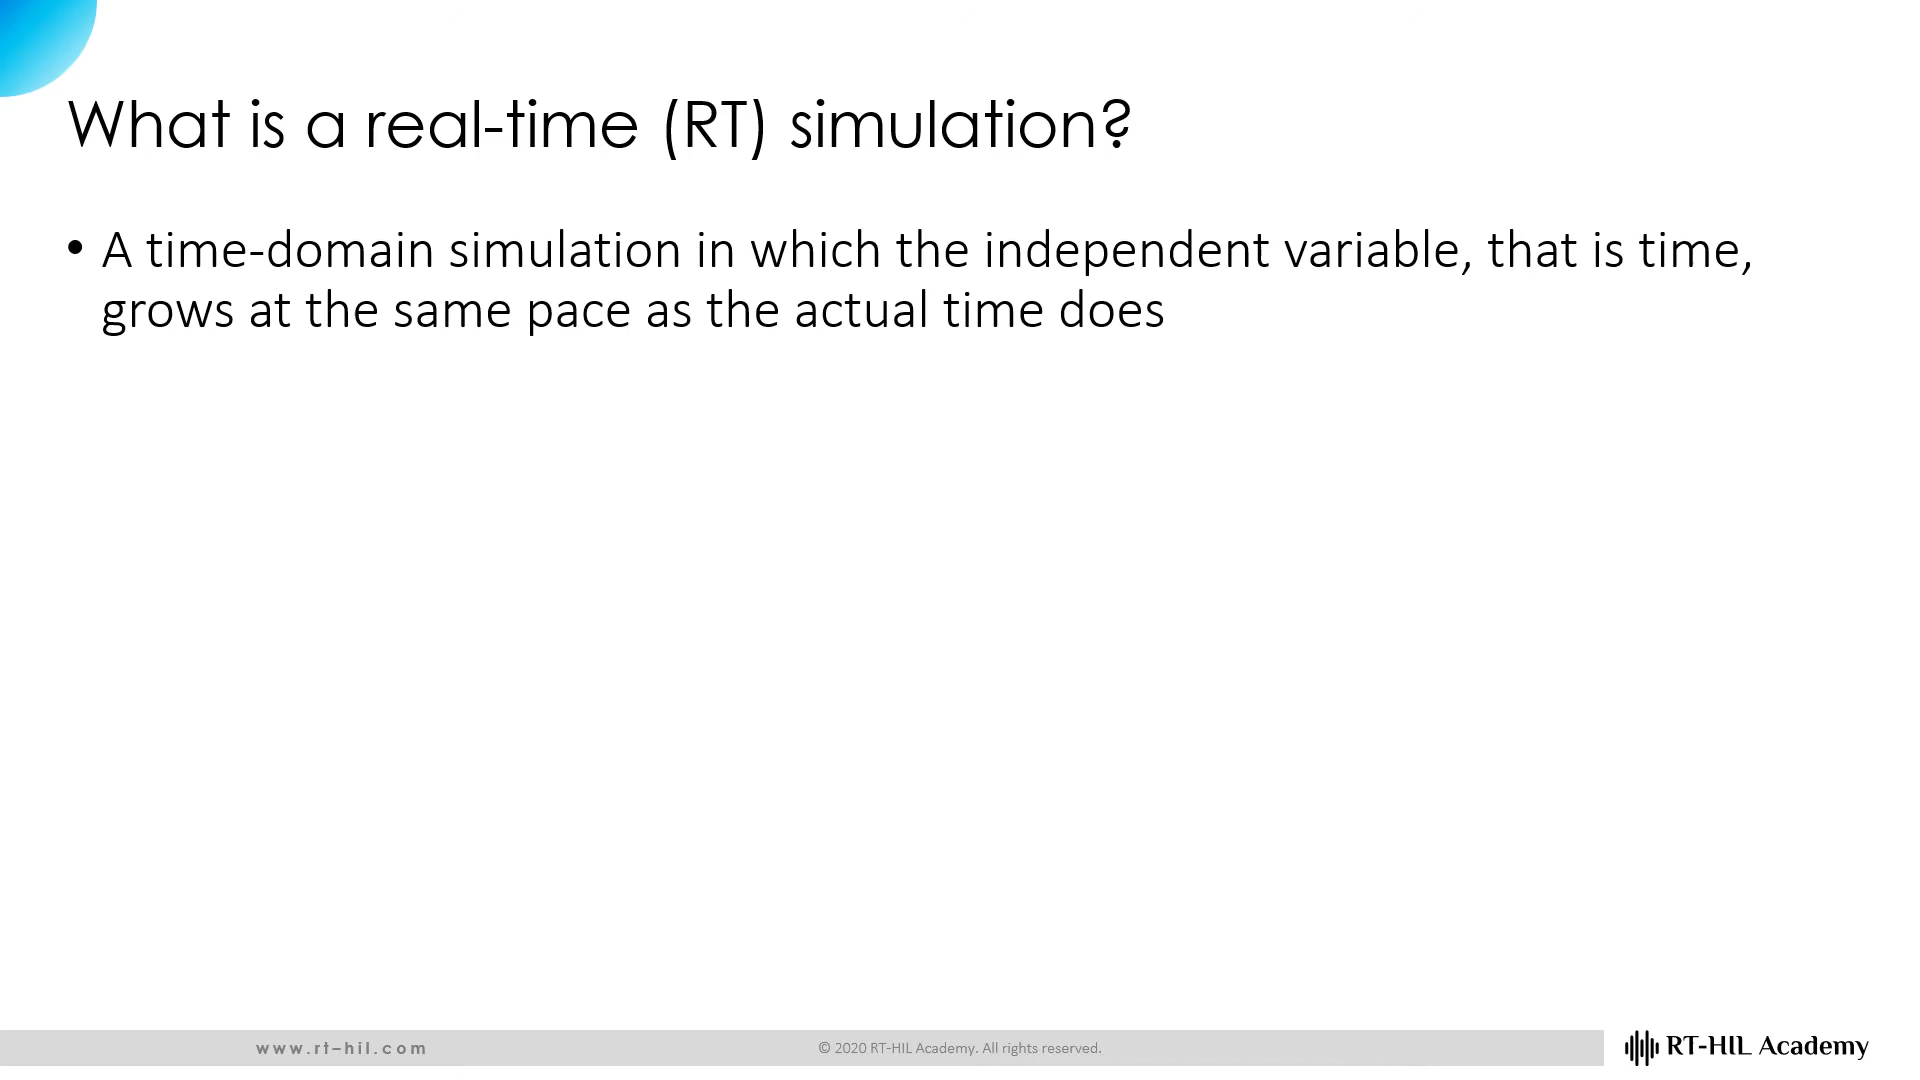 What is a real-time (RT) simulation?
• A time-domain simulation in which the independent variable, that is time,
grows at the same pace as the actual time does
www.rt-hil.com
© 2020 RT-HIL Academy. All rights reserved.
RT-HIL Academy